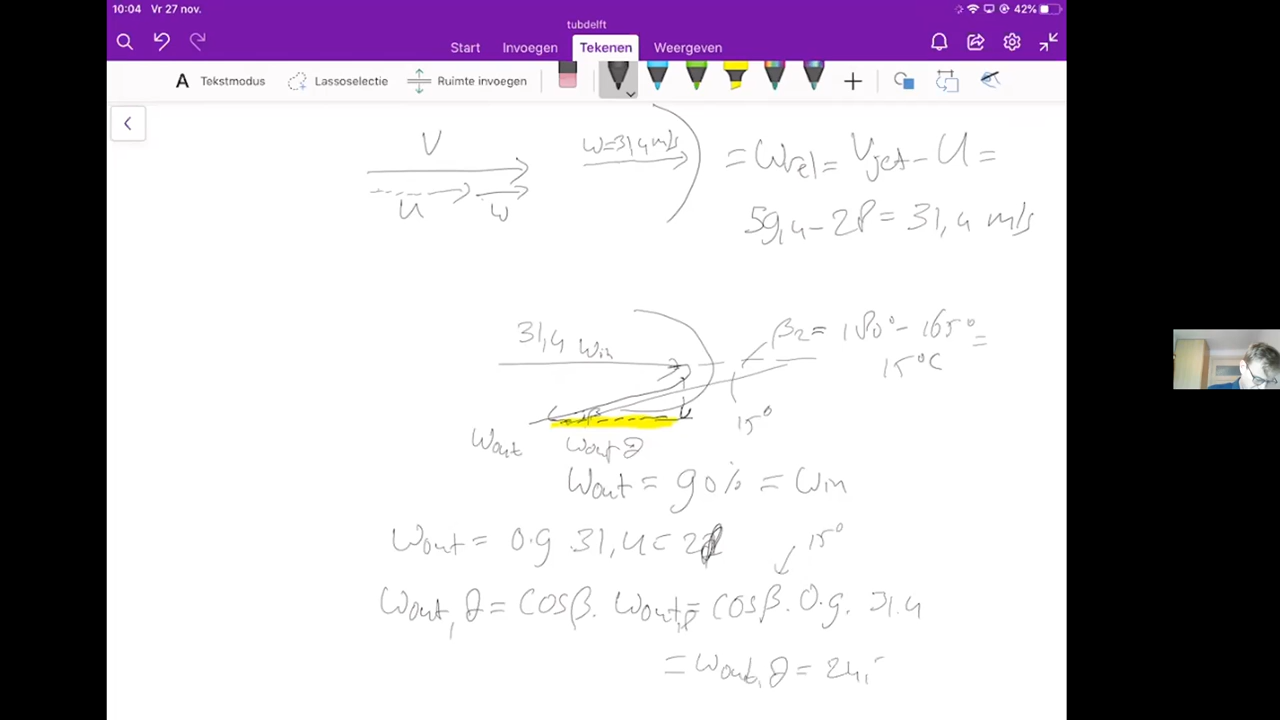 10:04 Vr 27 nov. 42%
tubdelft
Start Invoegen Tekenen Weergeven
A Tekstmodus Lassoselectie Ruimte invoegen
V
W=31,4 m/s
= Wrel = Vjet - U =
U W
59,4 - 28 = 31,4 m/s
31,4 Win
β2 = 180° - 165° =
15°C
15°
Wout Wout ∂
Wout = 90% = Win
Wout = 0.9 . 31,4 = 28
15°
Wout, ∂ = cosβ. Wout, = cosβ. 0.9. 31.4
= Wout, ∂ = 24,